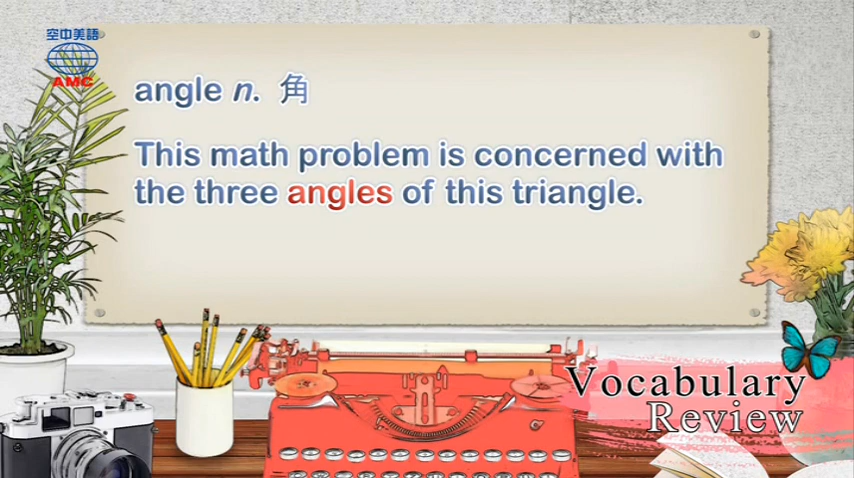 空中美語
AMC
angle n. 角
This math problem is concerned with
the three angles of this triangle.
Vocabulary
Review